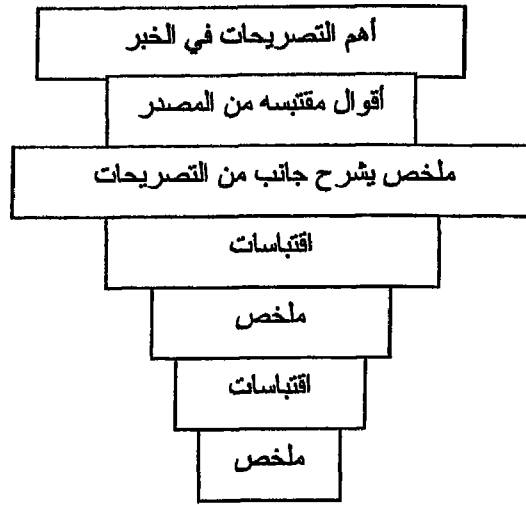 أهم التصريحات في الخبر
أقوال مقتبسه من المصدر
ملخص يشرح جانب من التصريحات
اقتباسات
ملخص
اقتباسات
ملخص